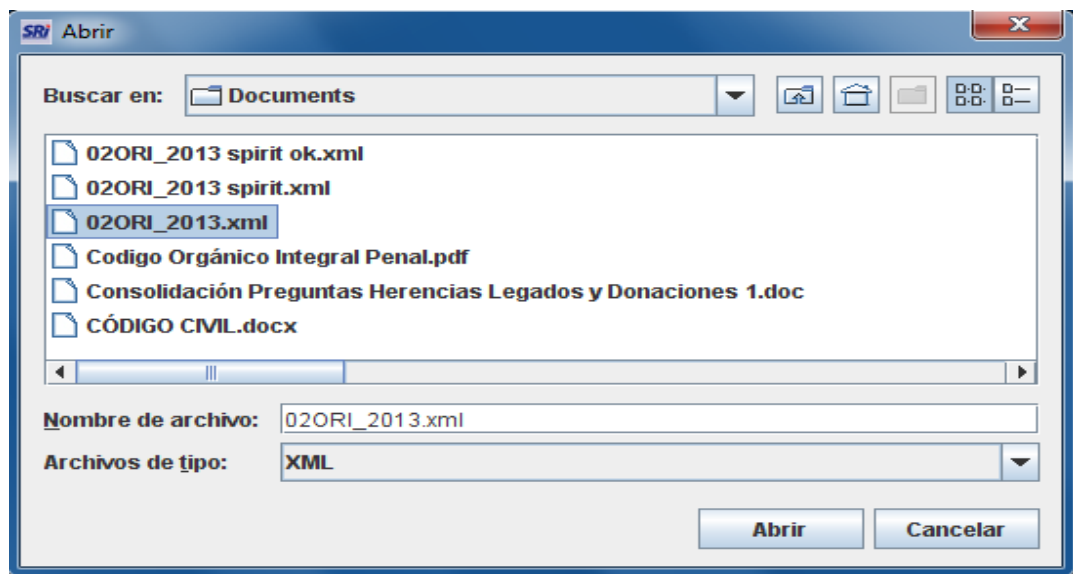 SRi Abrir
Buscar en: Documents
02ORI_2013 spirit ok.xml
02ORI_2013 spirit.xml
02ORI_2013.xml
Codigo Orgánico Integral Penal.pdf
Consolidación Preguntas Herencias Legados y Donaciones 1.doc
CÓDIGO CIVIL.docx
Nombre de archivo: 02ORI_2013.xml
Archivos de tipo: XML
Abrir Cancelar